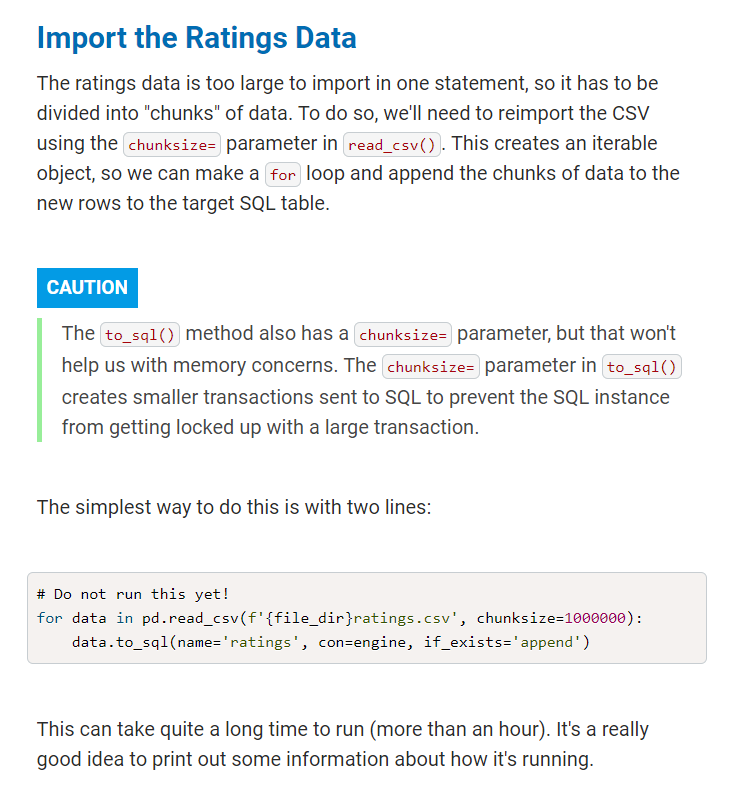 Import the Ratings Data
The ratings data is too large to import in one statement, so it has to be
divided into "chunks" of data. To do so, we'll need to reimport the CSV
using the chunksize= parameter in read_csv(). This creates an iterable
object, so we can make a for loop and append the chunks of data to the
new rows to the target SQL table.
CAUTION
The to_sql() method also has a chunksize= parameter, but that won't
help us with memory concerns. The chunksize= parameter in to_sql()
creates smaller transactions sent to SQL to prevent the SQL instance
from getting locked up with a large transaction.
The simplest way to do this is with two lines:
# Do not run this yet!
for data in pd.read_csv(f'{file_dir}ratings.csv', chunksize=1000000):
    data.to_sql(name='ratings', con=engine, if_exists='append')
This can take quite a long time to run (more than an hour). It's a really
good idea to print out some information about how it's running.